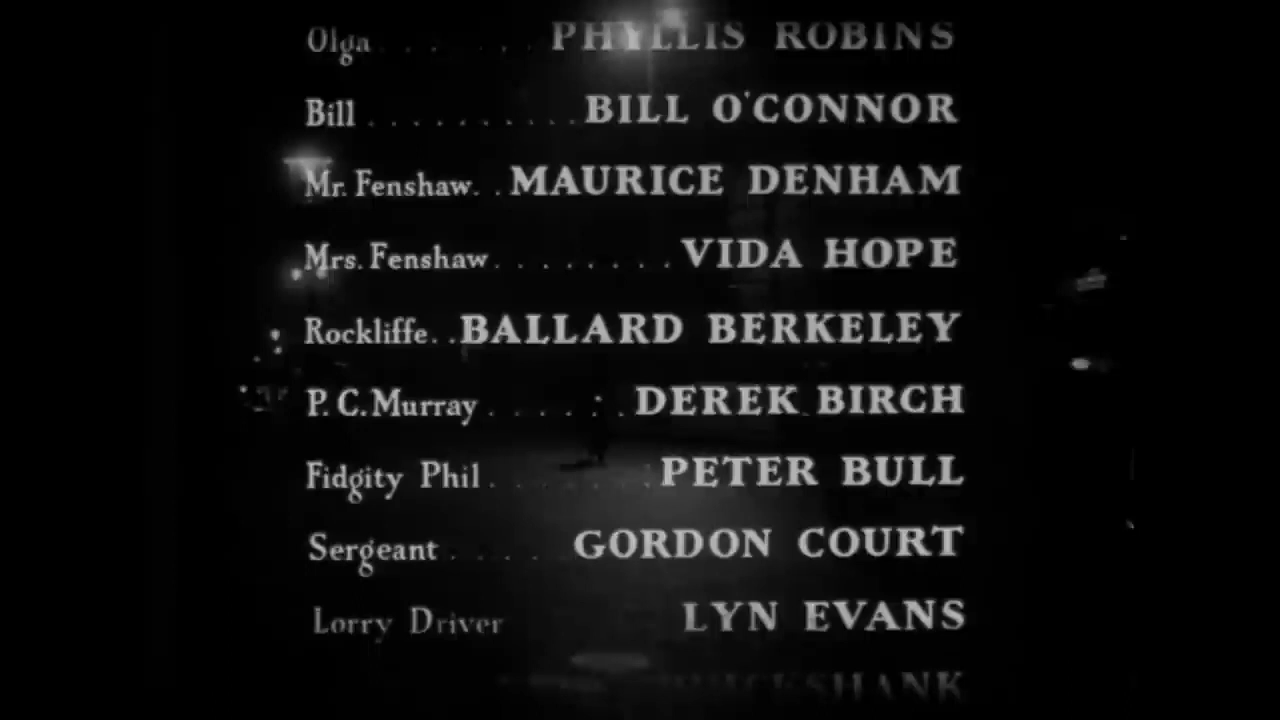 Olga . . . . . . PHYLLIS ROBINS
Bill . . . . . . . . . . BILL O'CONNOR
Mr. Fenshaw. . MAURICE DENHAM
Mrs. Fenshaw . . . . . . . . VIDA HOPE
Rockliffe. . BALLARD BERKELEY
P. C. Murray . . . . . . DEREK BIRCH
Fidgity Phil . . . . . . . PETER BULL
Sergeant . . . . GORDON COURT
Lorry Driver LYN EVANS